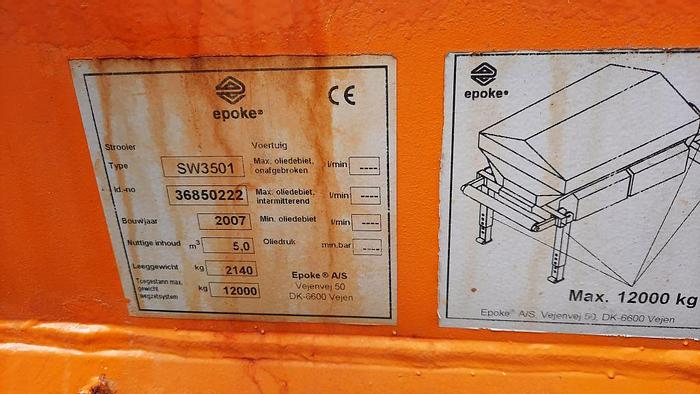 epoke®
CE
Strooier
Voertuig
Type SW3501 Max. oliedebiet, onafgebroken l/min ----
Id.-no 36850222 Max. oliedebiet, intermitterend l/min ----
Bouwjaar 2007 Min. oliedebiet l/min ----
Nuttige inhoud m³ 5,0 Oliedruk min.bar ----
Leeggewicht kg 2140
Toegestann max. gewicht leegzetsystem kg 12000
Epoke® A/S
Vejenvej 50
DK-6600 Vejen
epoke®
Max. 12000 kg
Epoke® A/S, Vejenvej 50, DK-6600 Vejen